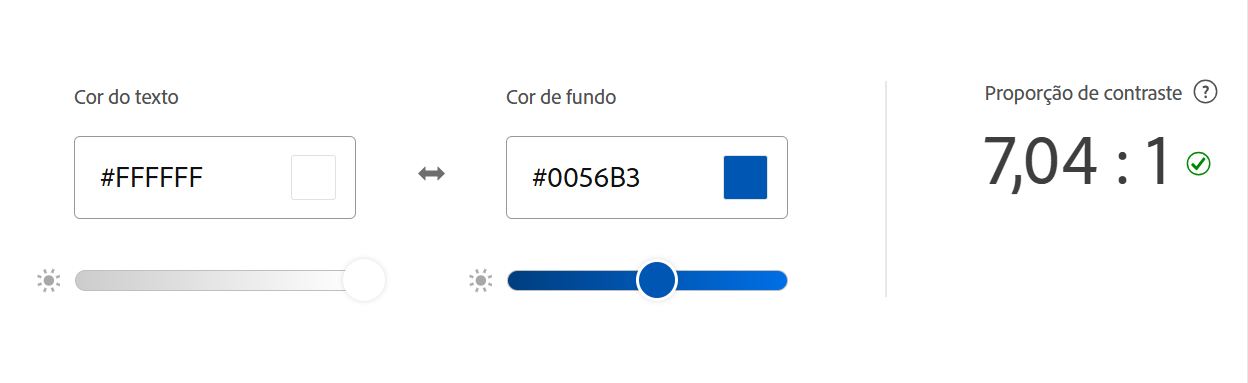 Cor do texto
#FFFFFF
Cor de fundo
#0056B3
Proporção de contraste ?
7,04 : 1